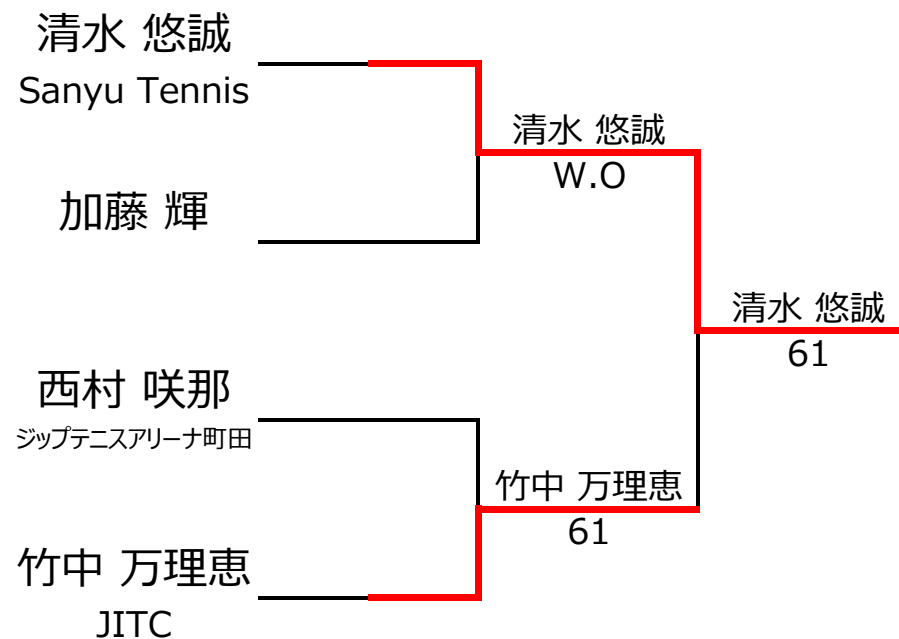 清水 悠誠
Sanyu Tennis
加藤 輝
西村 咲那
ジップテニスアリーナ町田
竹中 万理恵
JITC
清水 悠誠
W.O
竹中 万理恵
61
清水 悠誠
61